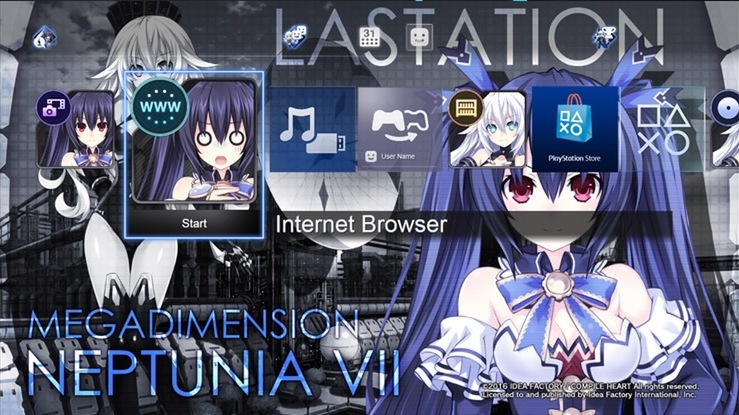 LASTATION
31
WWW
User Name
PlayStation Store
Start
Internet Browser
MEGADIMENSION
NEPTUNIA VII
©2016 IDEA FACTORY / COMPILE HEART All rights reserved.
Licensed to and published by Idea Factory International, Inc.